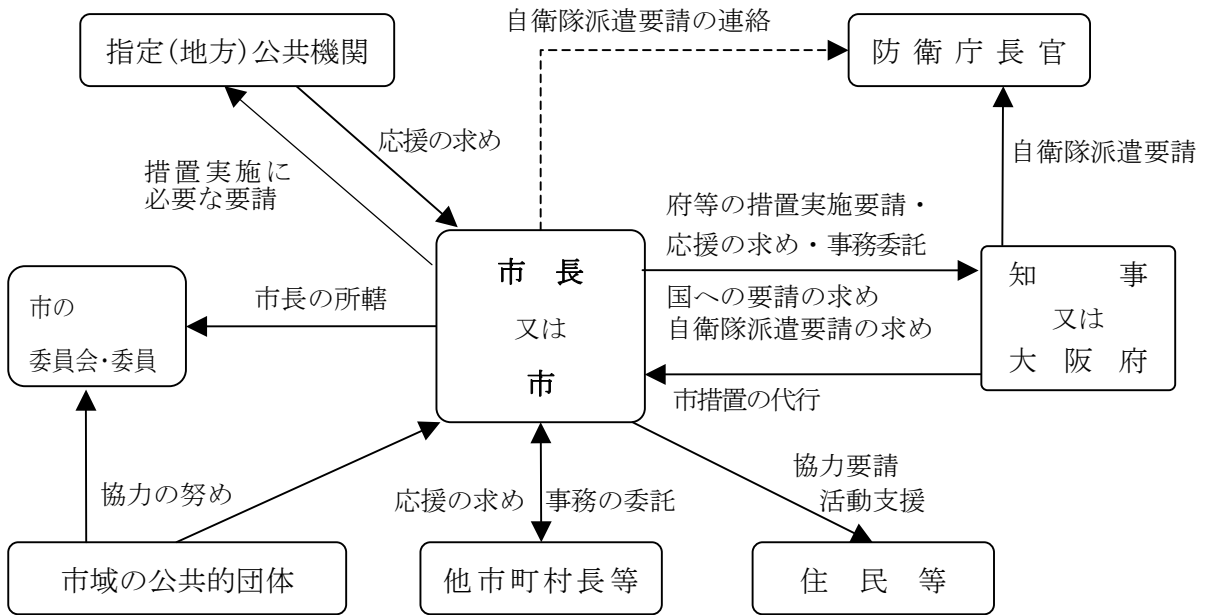 自衛隊派遣要請の連絡
指定(地方)公共機関
防衛庁長官
応援の求め
措置実施に
必要な要請
自衛隊派遣要請
府等の措置実施要請・
応援の求め・事務委託
市長
又は
市
知事
又は
大阪府
市の
委員会・委員
市長の所轄
国への要請の求め
自衛隊派遣要請の求め
市措置の代行
協力の努め
応援の求め
事務の委託
協力要請
活動支援
市域の公共的団体
他市町村長等
住民等